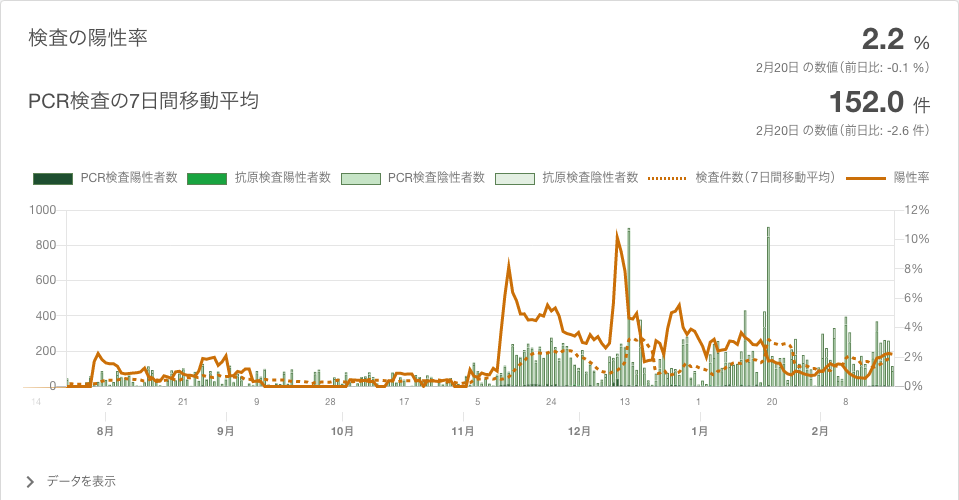 検査の陽性率
2.2 %
2月20日 の数値（前日比: -0.1 %）
PCR検査の7日間移動平均
152.0 件
2月20日 の数値（前日比: -2.6 件）
PCR検査陽性者数 抗原検査陽性者数 PCR検査陰性者数 抗原検査陰性者数 検査件数（7日間移動平均） 陽性率
1000 12%
10%
800
8%
600
6%
400
4%
200
2%
0 0%
14 2 21 9 28 17 5 24 13 1 20 8
8月 9月 10月 11月 12月 1月 2月
データを表示